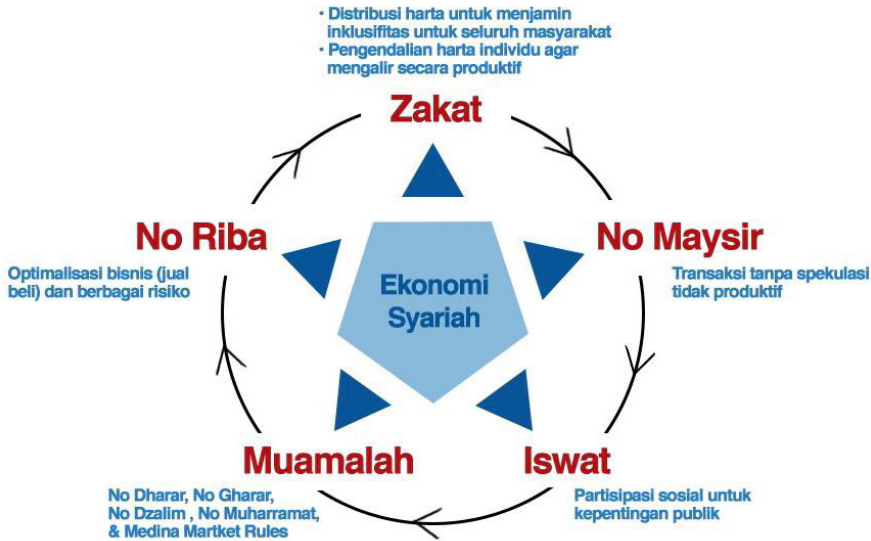 • Distribusi harta untuk menjamin
inklusifitas untuk seluruh masyarakat
• Pengendalian harta individu agar
mengalir secara produktif
Zakat
No Riba
Optimalisasi bisnis (jual
beli) dan berbagai risiko
No Maysir
Transaksi tanpa spekulasi
tidak produktif
Ekonomi
Syariah
Muamalah
No Dharar, No Gharar,
No Dzalim , No Muharramat,
& Medina Martket Rules
Iswat
Partisipasi sosial untuk
kepentingan publik